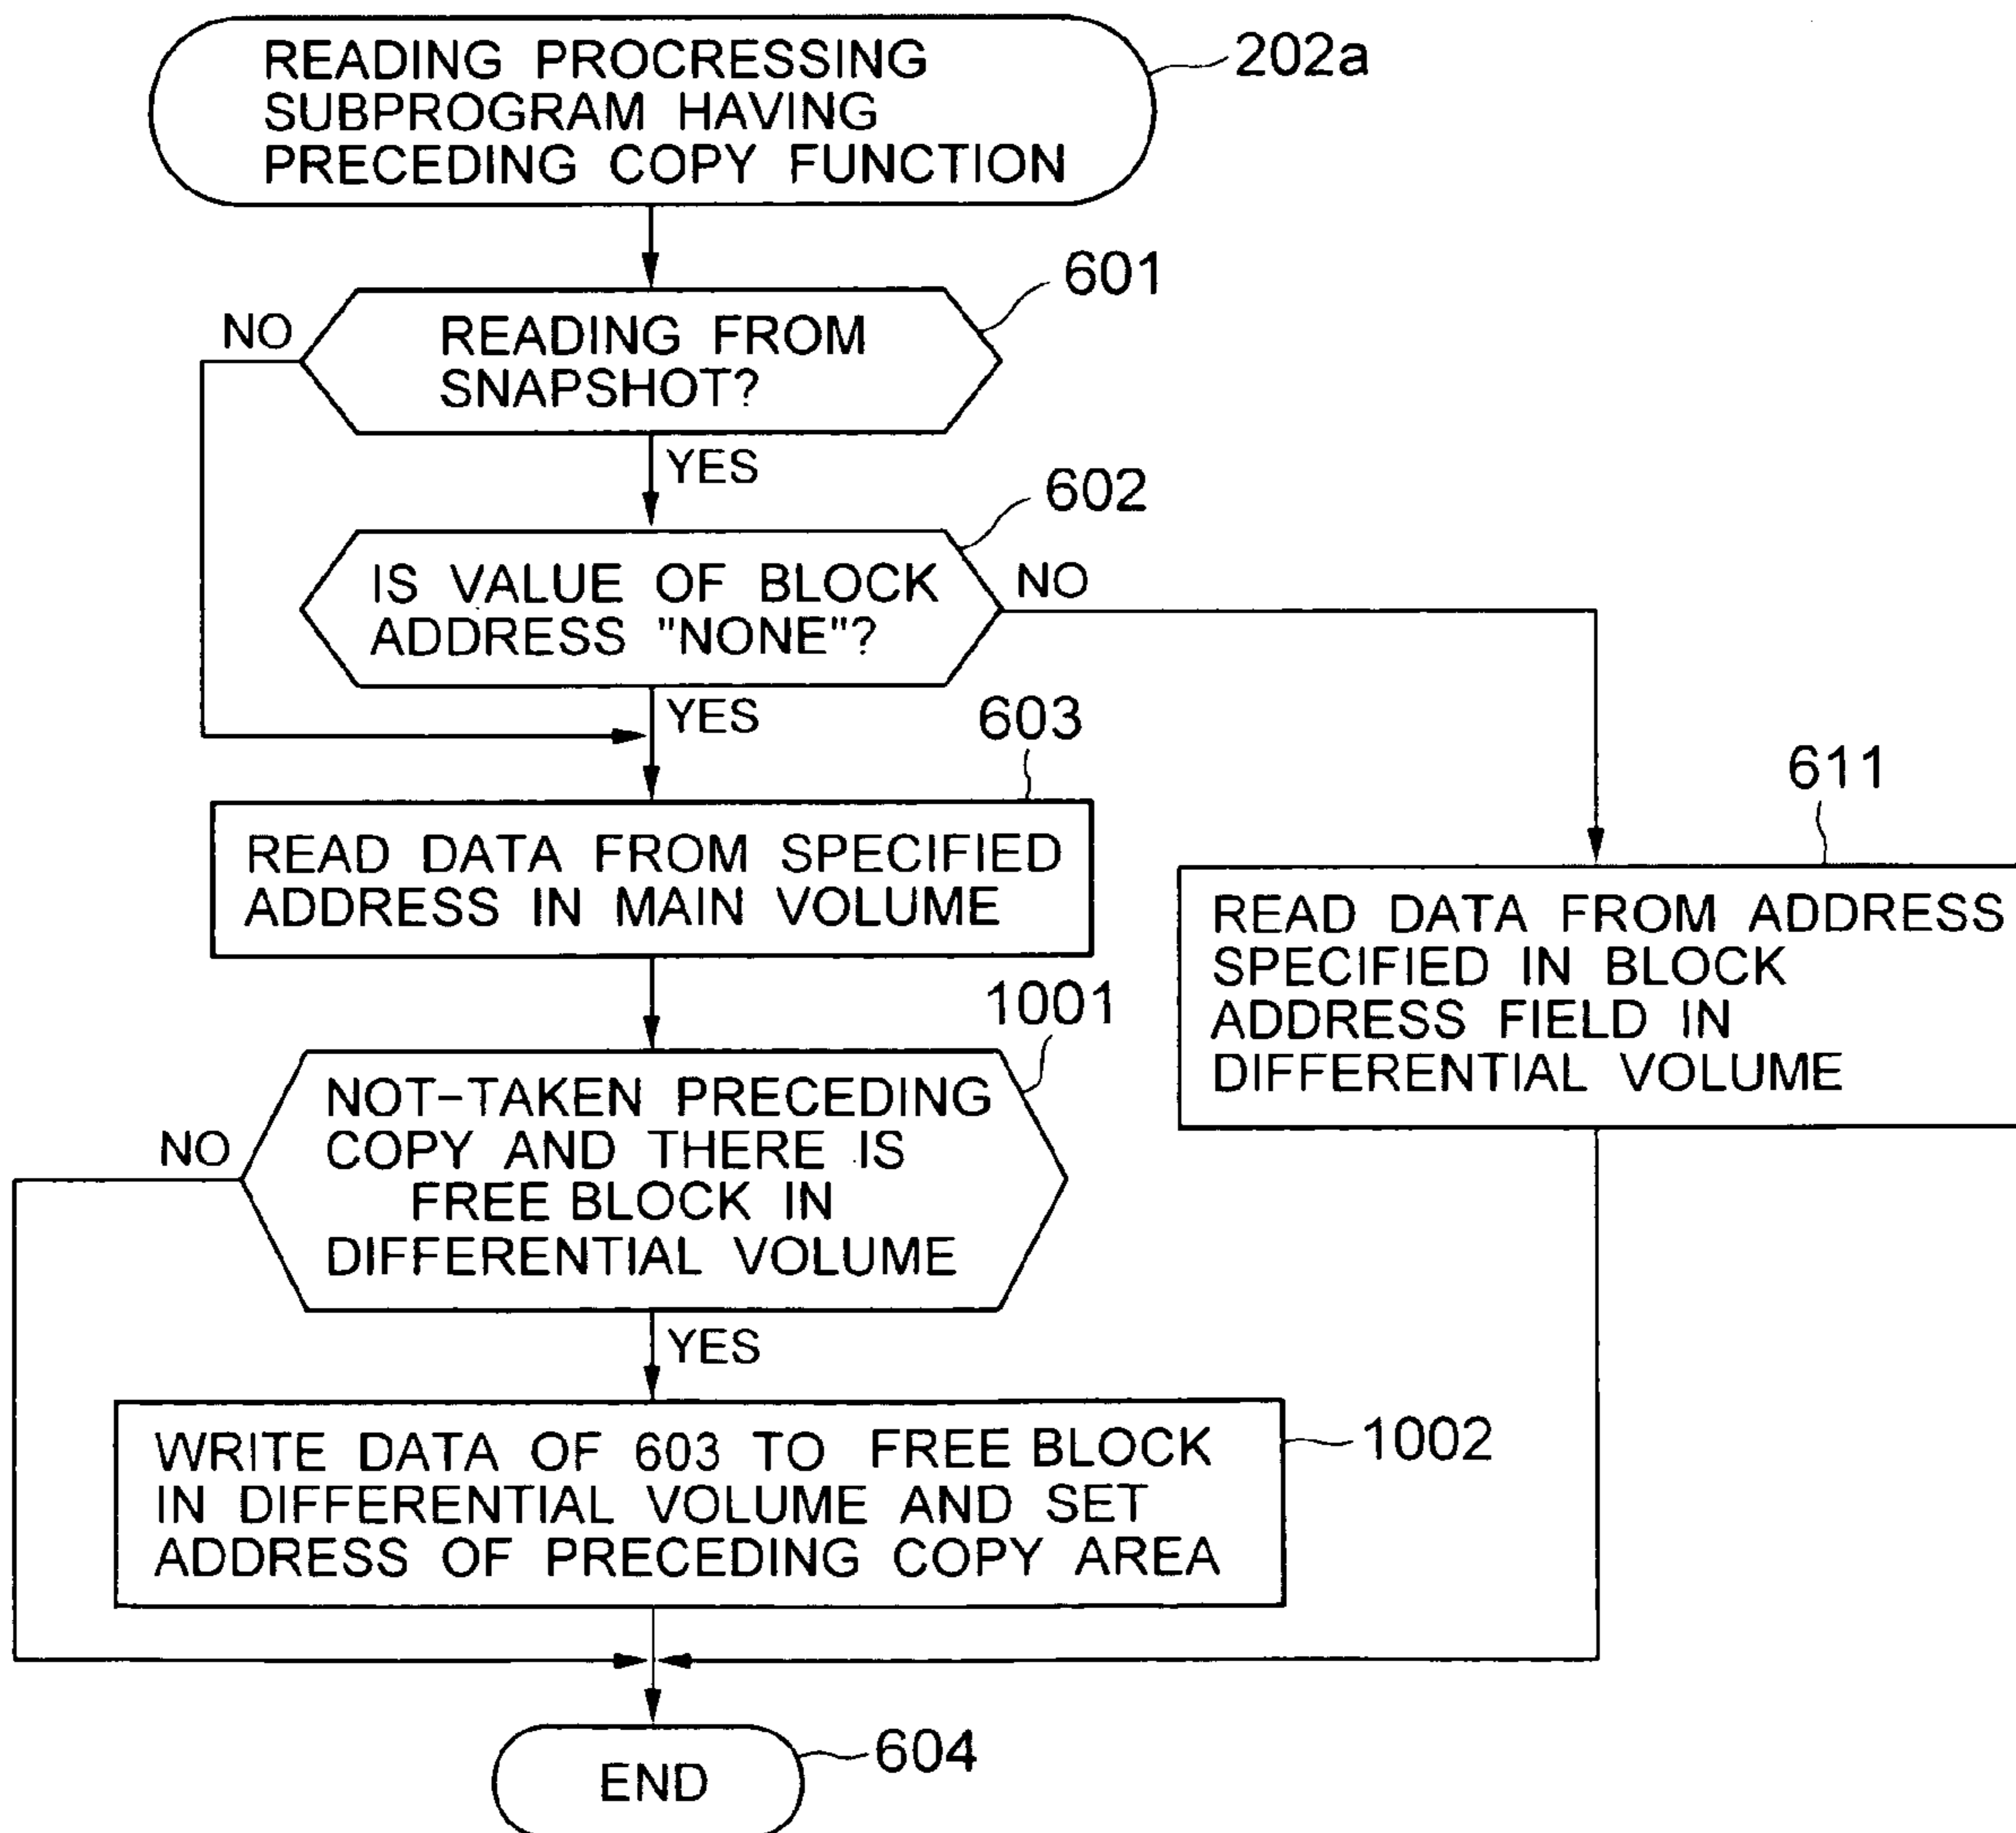 READING PROCRESSING
SUBPROGRAM HAVING
PRECEDING COPY FUNCTION
202a
601
NO
READING FROM
SNAPSHOT?
YES
602
IS VALUE OF BLOCK
ADDRESS "NONE"?
NO
YES
603
611
READ DATA FROM SPECIFIED
ADDRESS IN MAIN VOLUME
READ DATA FROM ADDRESS
SPECIFIED IN BLOCK
ADDRESS FIELD IN
DIFFERENTIAL VOLUME
1001
NOT-TAKEN PRECEDING
COPY AND THERE IS
FREE BLOCK IN
DIFFERENTIAL VOLUME
NO
YES
1002
WRITE DATA OF 603 TO FREE BLOCK
IN DIFFERENTIAL VOLUME AND SET
ADDRESS OF PRECEDING COPY AREA
604
END